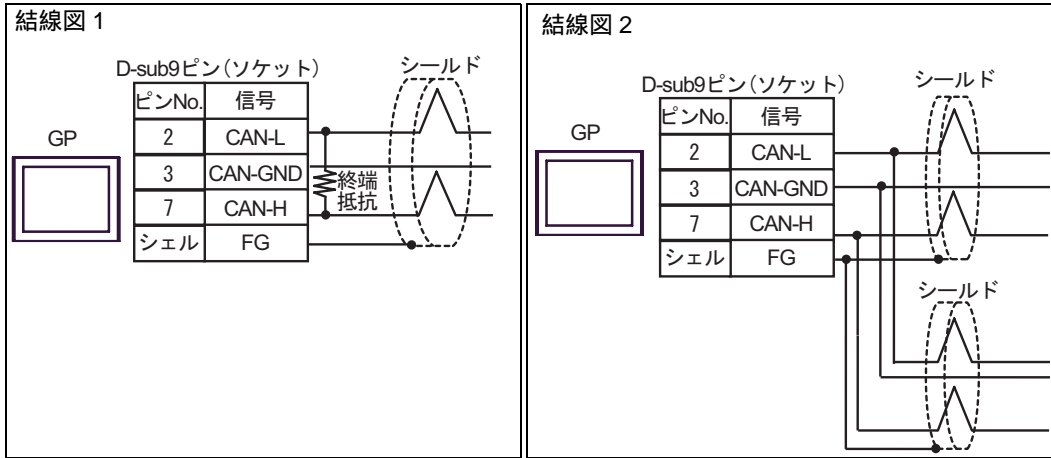 結線図 1
D-sub9ピン(ソケット)
シールド
ピンNo. 信号
GP
2 CAN-L
3 CAN-GND
7 CAN-H
シェル FG
終端
抵抗
結線図 2
D-sub9ピン(ソケット)
シールド
ピンNo. 信号
GP
2 CAN-L
3 CAN-GND
7 CAN-H
シェル FG
シールド